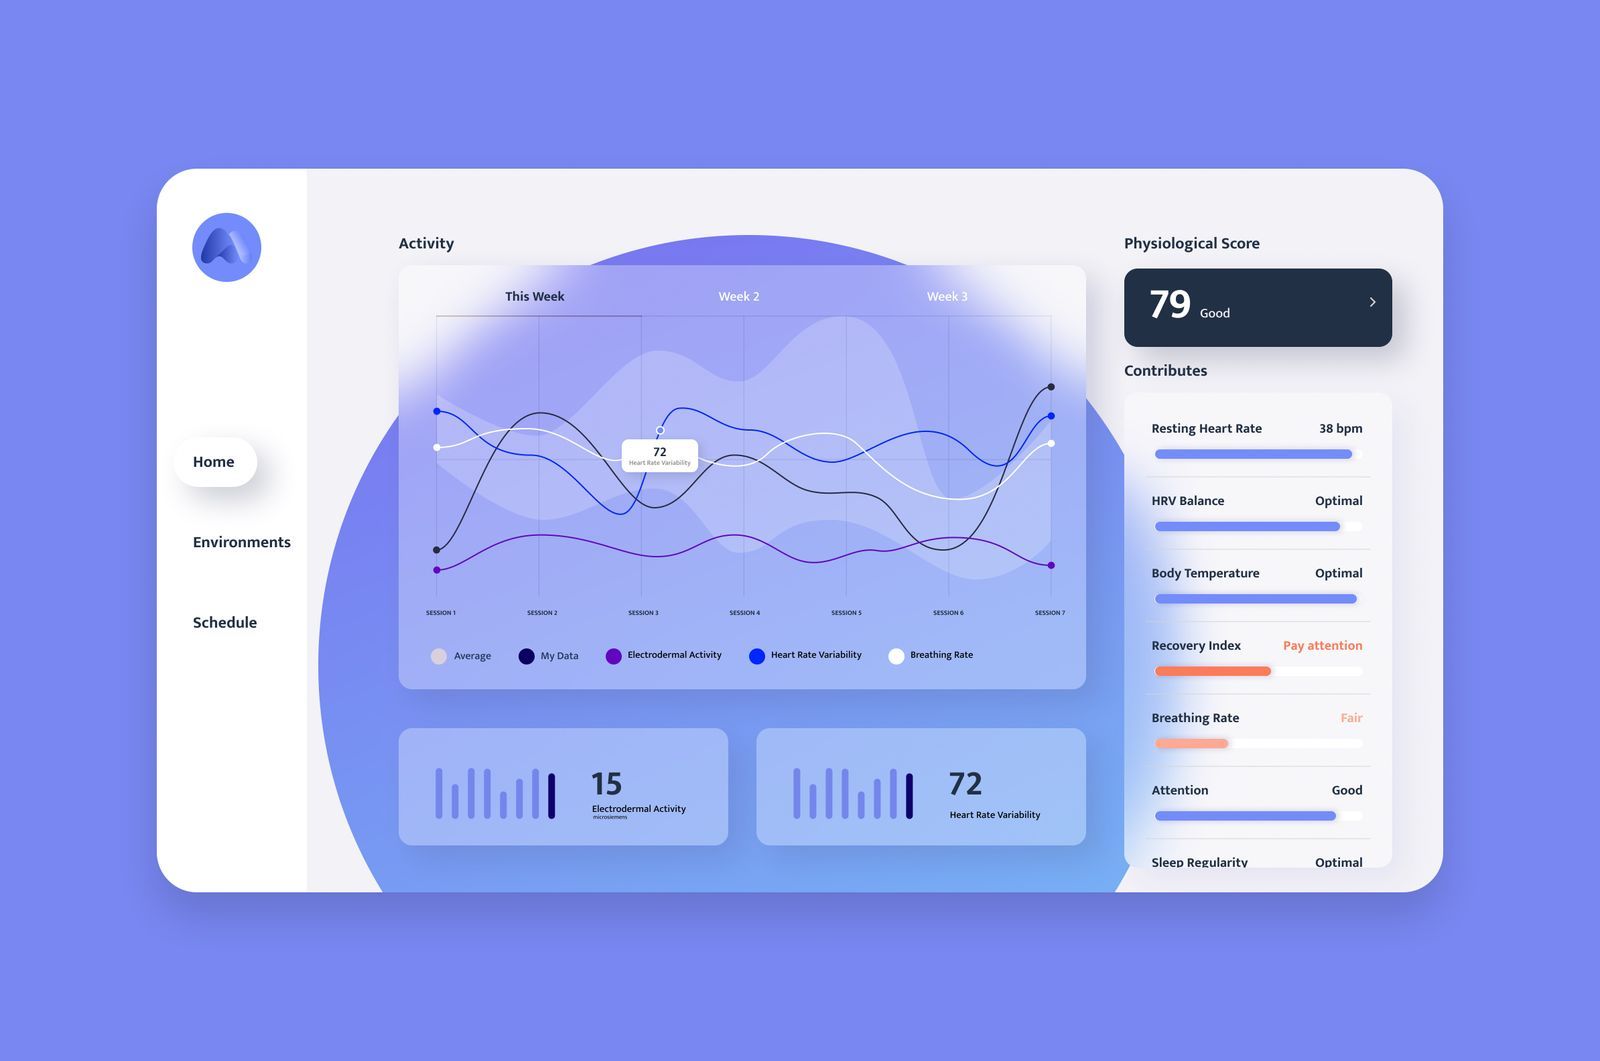 Activity
This Week
Week 2
Week 3
72
Heart Rate Variability
SESSION 1
SESSION 2
SESSION 3
SESSION 4
SESSION 5
SESSION 6
SESSION 7
Average
My Data
Electrodermal Activity
Heart Rate Variability
Breathing Rate
Home
Environments
Schedule
15
Electrodermal Activity
microsiemens
72
Heart Rate Variability
Physiological Score
79 Good
Contributes
Resting Heart Rate 38 bpm
HRV Balance Optimal
Body Temperature Optimal
Recovery Index Pay attention
Breathing Rate Fair
Attention Good
Sleep Regularity Optimal